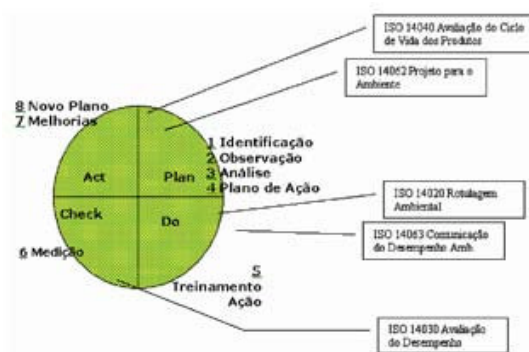 ISO 14040 Avaliação do Ciclo
de Vida dos Produtos
ISO 14062 Projeto para o
Ambiente
8 Novo Plano
7 Melhorias
1 Identificação
2 Observação
3 Análise
4 Plano de Ação
Act
Plan
Check
Do
ISO 14020 Rotulagem
Ambiental
ISO 14063 Comunicação
do Desempenho Amb.
6 Medição
5
Treinamento
Ação
ISO 14030 Avaliação
do Desempenho